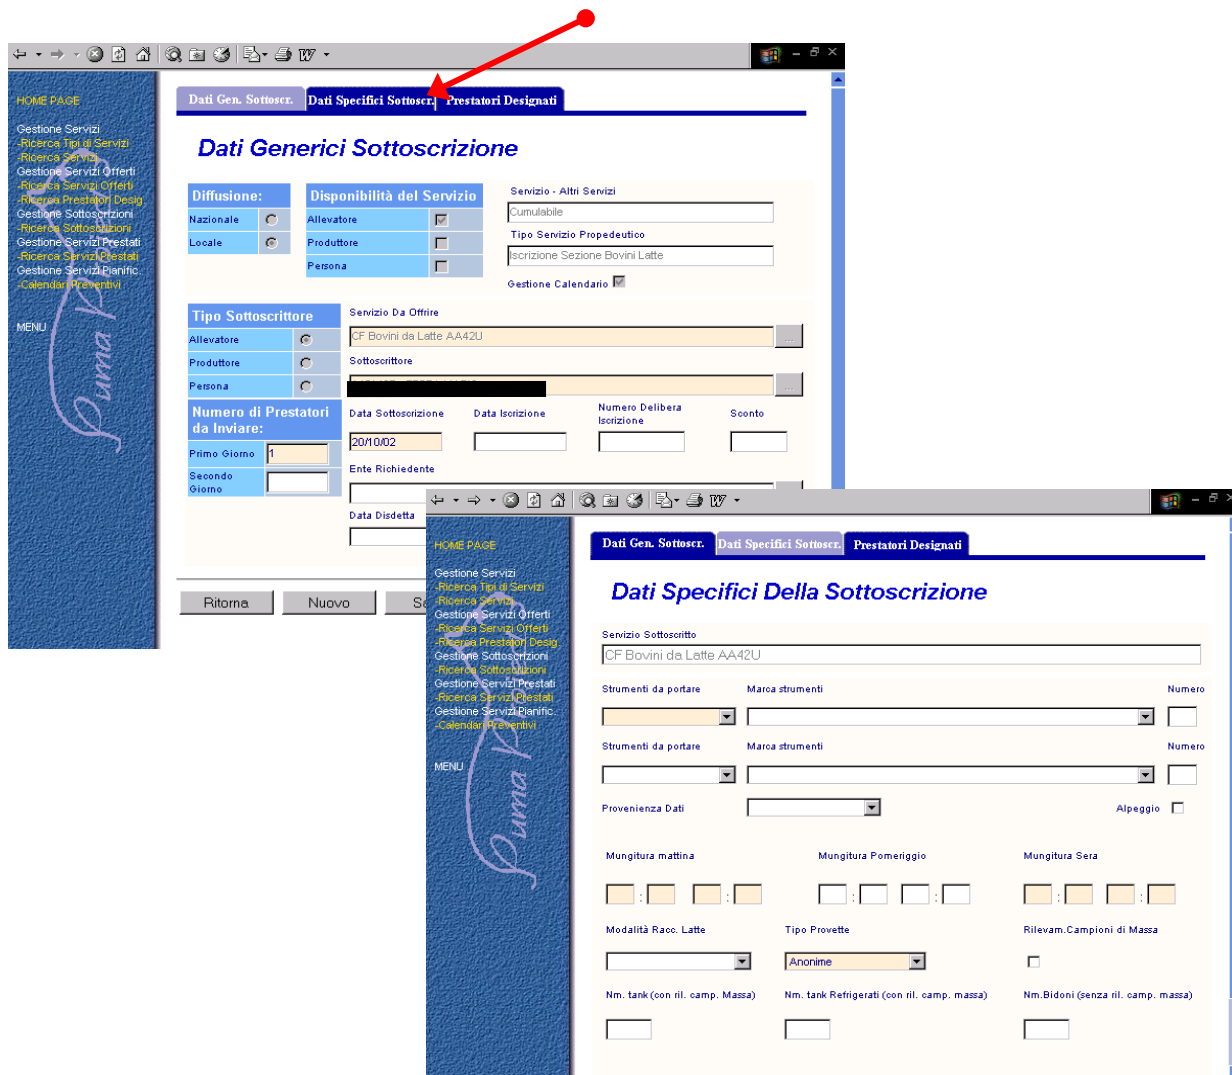 HOME PAGE
Gestione Servizi
-Ricerca Tipi di Servizi
-Ricerca Servizi
Gestione Servizi Offerti
-Ricerca Servizi Offerti
-Ricerca Prestatori Desig.
Gestione Sottoscrizioni
-Ricerca Sottoscrizioni
Gestione Servizi Prestati
-Ricerca Servizi Prestati
Gestione Servizi Pianific.
-Calendari Preventivi
MENU
Dati Gen. Sottoscr. Dati Specifici Sottoscr. Prestatori Designati
Dati Generici Sottoscrizione
Diffusione:
Nazionale
Locale
Disponibilità del Servizio
Allevatore
Produttore
Persona
Servizio - Altri Servizi
Cumulabile
Tipo Servizio Propedeutico
Iscrizione Sezione Bovini Latte
Gestione Calendario
Tipo Sottoscrittore
Allevatore
Produttore
Persona
Servizio Da Offrire
CF Bovini da Latte AA42U
...
Sottoscrittore
...
Numero di Prestatori
da Inviare:
Primo Giorno 1
Secondo
Giorno
Data Sottoscrizione Data Iscrizione Numero Delibera
Iscrizione Sconto
20/10/02
Ente Richiedente
Data Disdetta
Ritorna Nuovo
HOME PAGE
Gestione Servizi
-Ricerca Tipi di Servizi
-Ricerca Servizi
Gestione Servizi Offerti
-Ricerca Servizi Offerti
-Ricerca Prestatori Desig.
Gestione Sottoscrizioni
-Ricerca Sottoscrizioni
Gestione Servizi Prestati
-Ricerca Servizi Prestati
Gestione Servizi Pianific.
-Calendari Preventivi
MENU
Dati Gen. Sottoscr. Dati Specifici Sottoscr. Prestatori Designati
Dati Specifici Della Sottoscrizione
Servizio Sottoscritto
CF Bovini da Latte AA42U
Strumenti da portare Marca strumenti Numero
Strumenti da portare Marca strumenti Numero
Provenienza Dati Alpeggio
Mungitura mattina Mungitura Pomeriggio Mungitura Sera
: : : : : :
Modalità Racc. Latte Tipo Provette Rilevam.Campioni di Massa
Anonime
Nm. tank (con ril. camp. Massa) Nm. tank Refrigerati (con ril. camp. massa) Nm.Bidoni (senza ril. camp. massa)